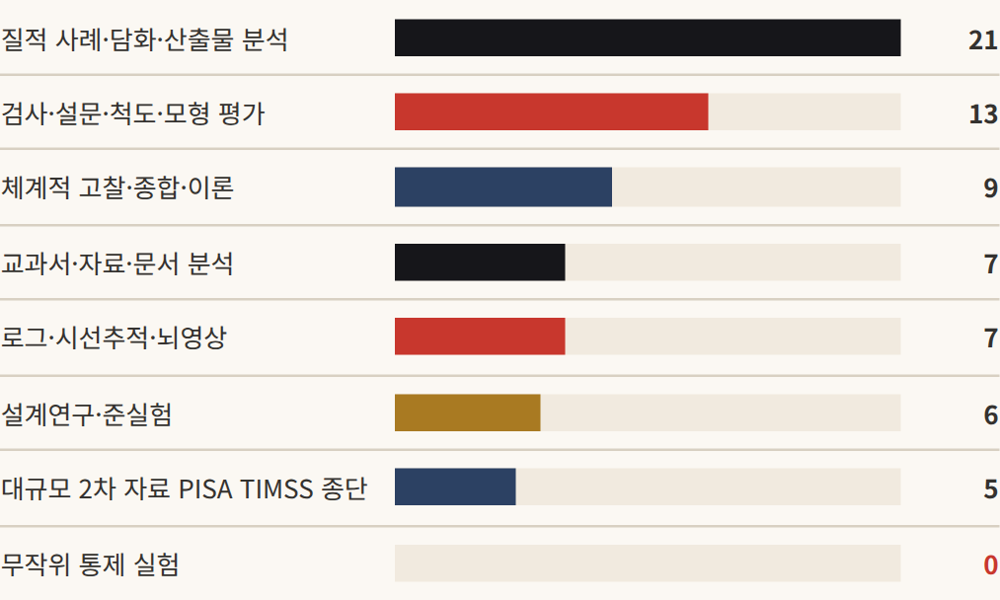 질적 사례·담화·산출물 분석 21
검사·설문·척도·모형 평가 13
체계적 고찰·종합·이론 9
교과서·자료·문서 분석 7
로그·시선추적·뇌영상 7
설계연구·준실험 6
대규모 2차 자료 PISA TIMSS 종단 5
무작위 통제 실험 0